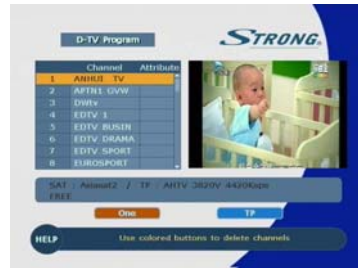 D-TV Program
STRONG.
Channel Attribute
1 ANHUI TV
2 APTN1 GVW
3 DWtv
4 EDTV 1
5 EDTV BUSIN
6 EDTV DRAMA
7 EDTV SPORT
8 EUROSPORT
SAT : Asiasat2 / TP : AHTV 3820V 4420Ksps
FREE
One TP
HELP Use colored buttons to delete channels